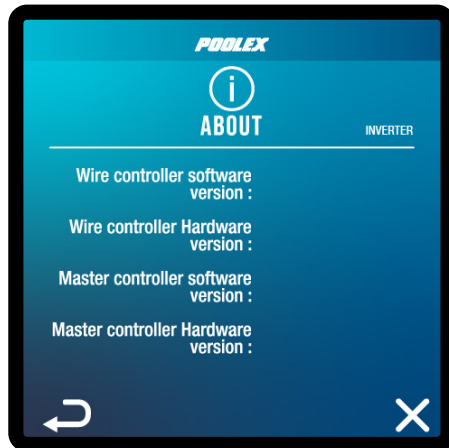 POOLEX
ABOUT
INVERTER
Wire controller software
version :
Wire controller Hardware
version :
Master controller software
version :
Master controller Hardware
version :